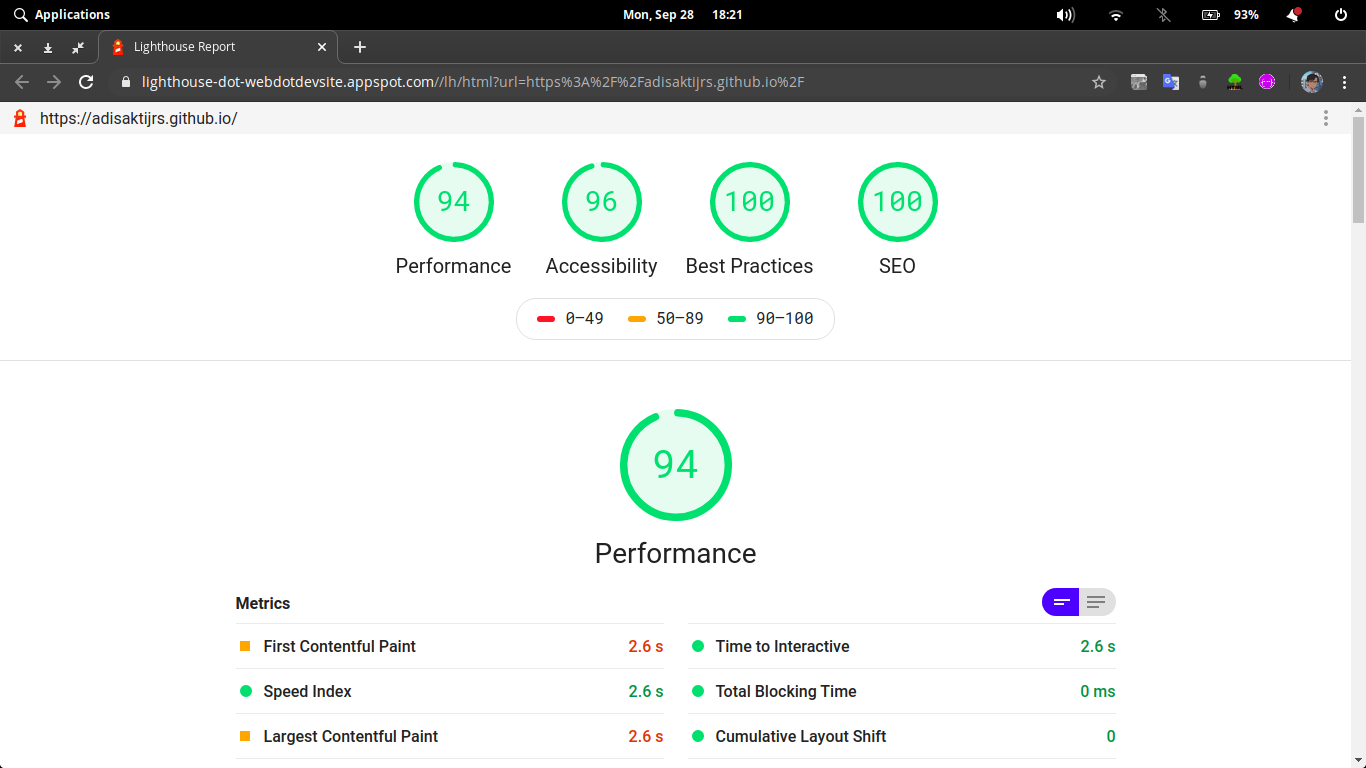 Applications
Mon, Sep 28 18:21
93%
Lighthouse Report
lighthouse-dot-webdotdevsite.appspot.com//lh/html?url=https%3A%2F%2Fadisaktijrs.github.io%2F
https://adisaktijrs.github.io/
94 96 100 100
Performance Accessibility Best Practices SEO
0–49 50–89 90–100
94
Performance
Metrics
First Contentful Paint 2.6 s
Time to Interactive 2.6 s
Speed Index 2.6 s
Total Blocking Time 0 ms
Largest Contentful Paint 2.6 s
Cumulative Layout Shift 0